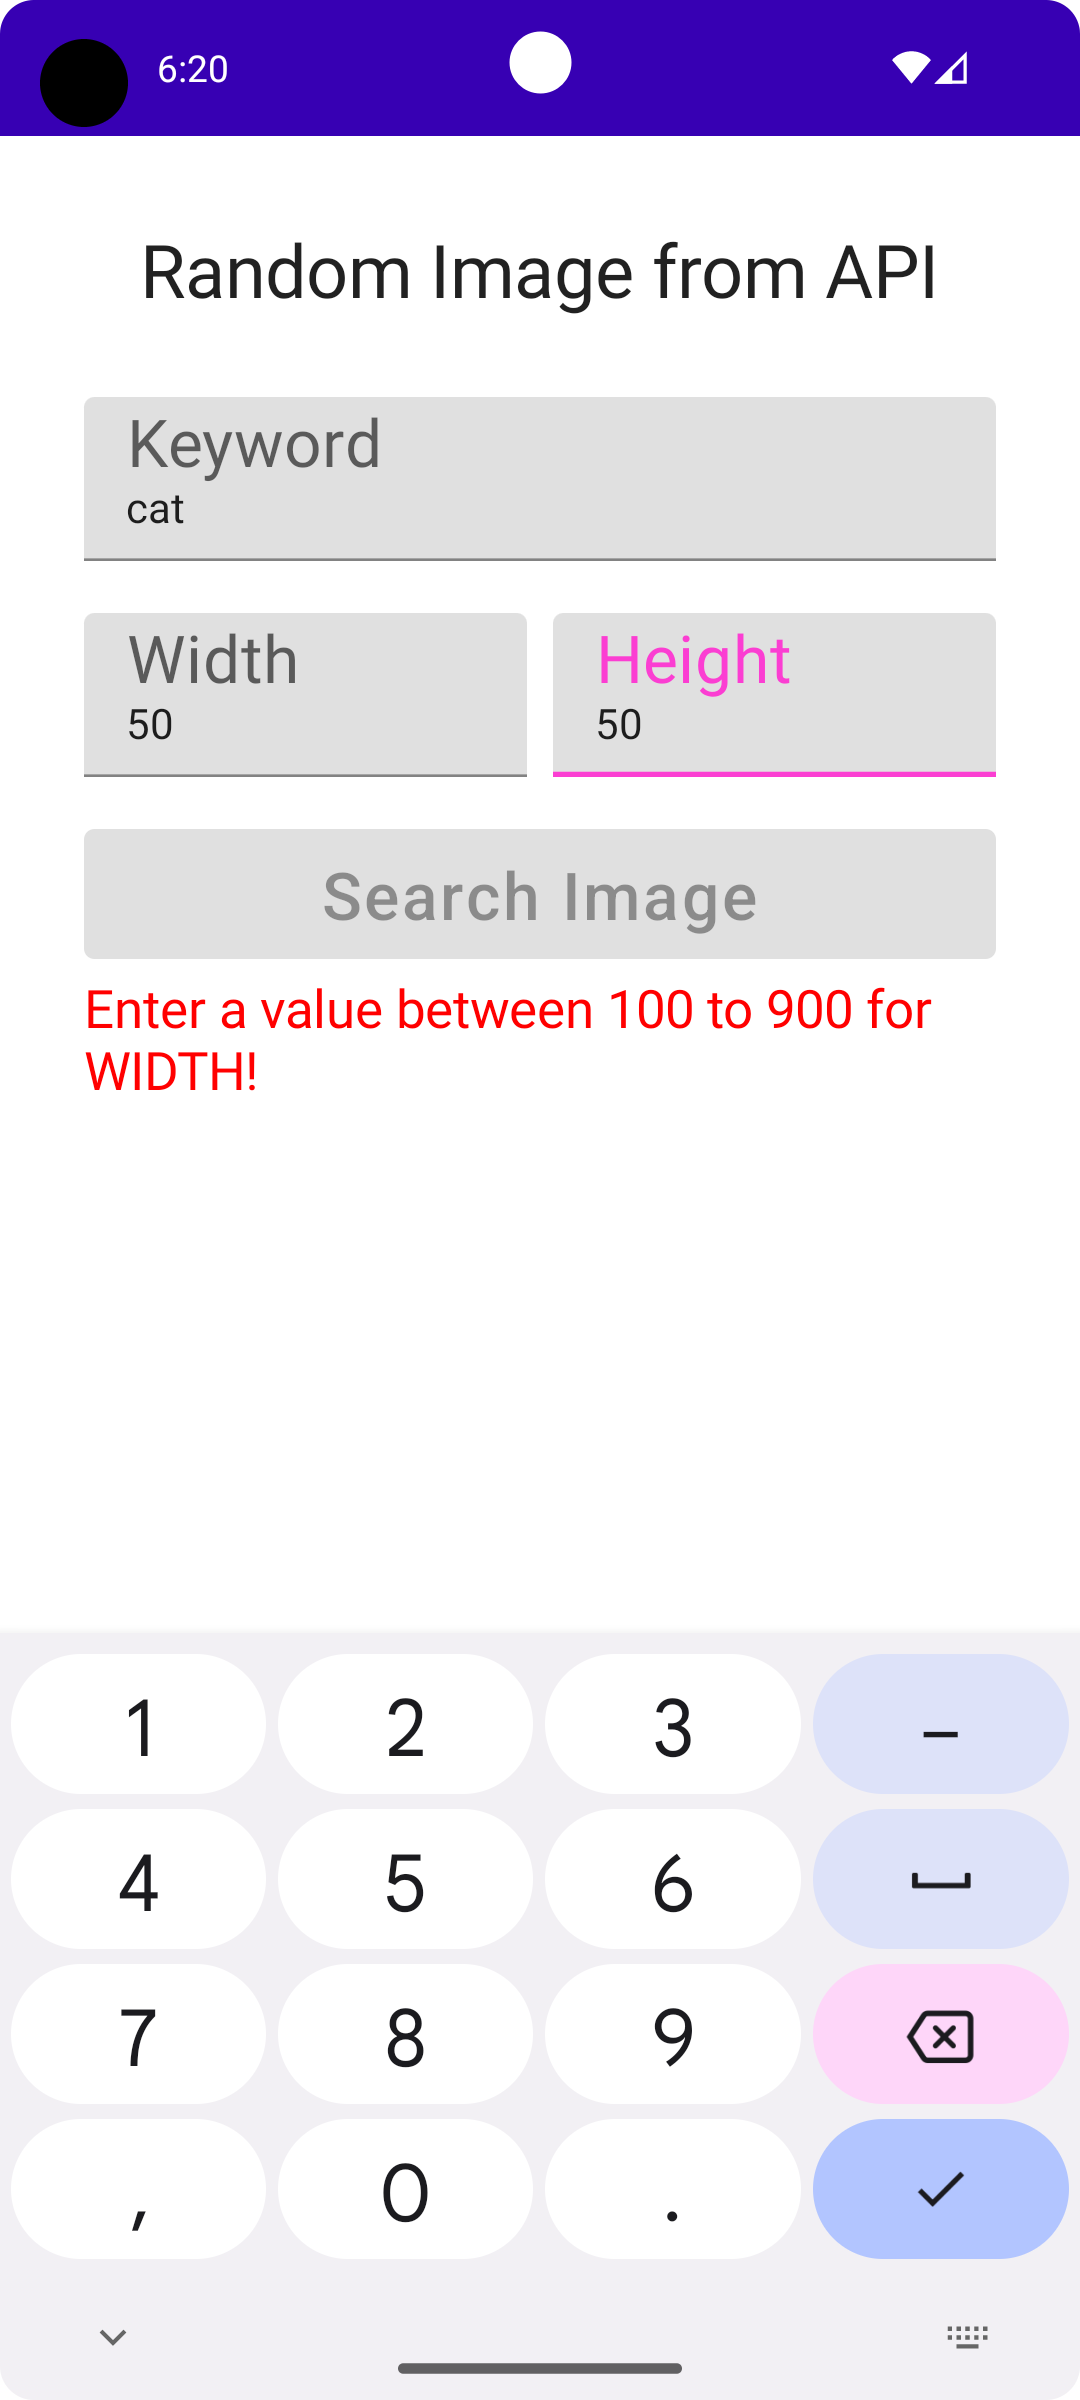 6:20
Random Image from API
Keyword
cat
Width
50
Height
50
Search Image
Enter a value between 100 to 900 for
WIDTH!
1 2 3 –
4 5 6
7 8 9
, 0 .